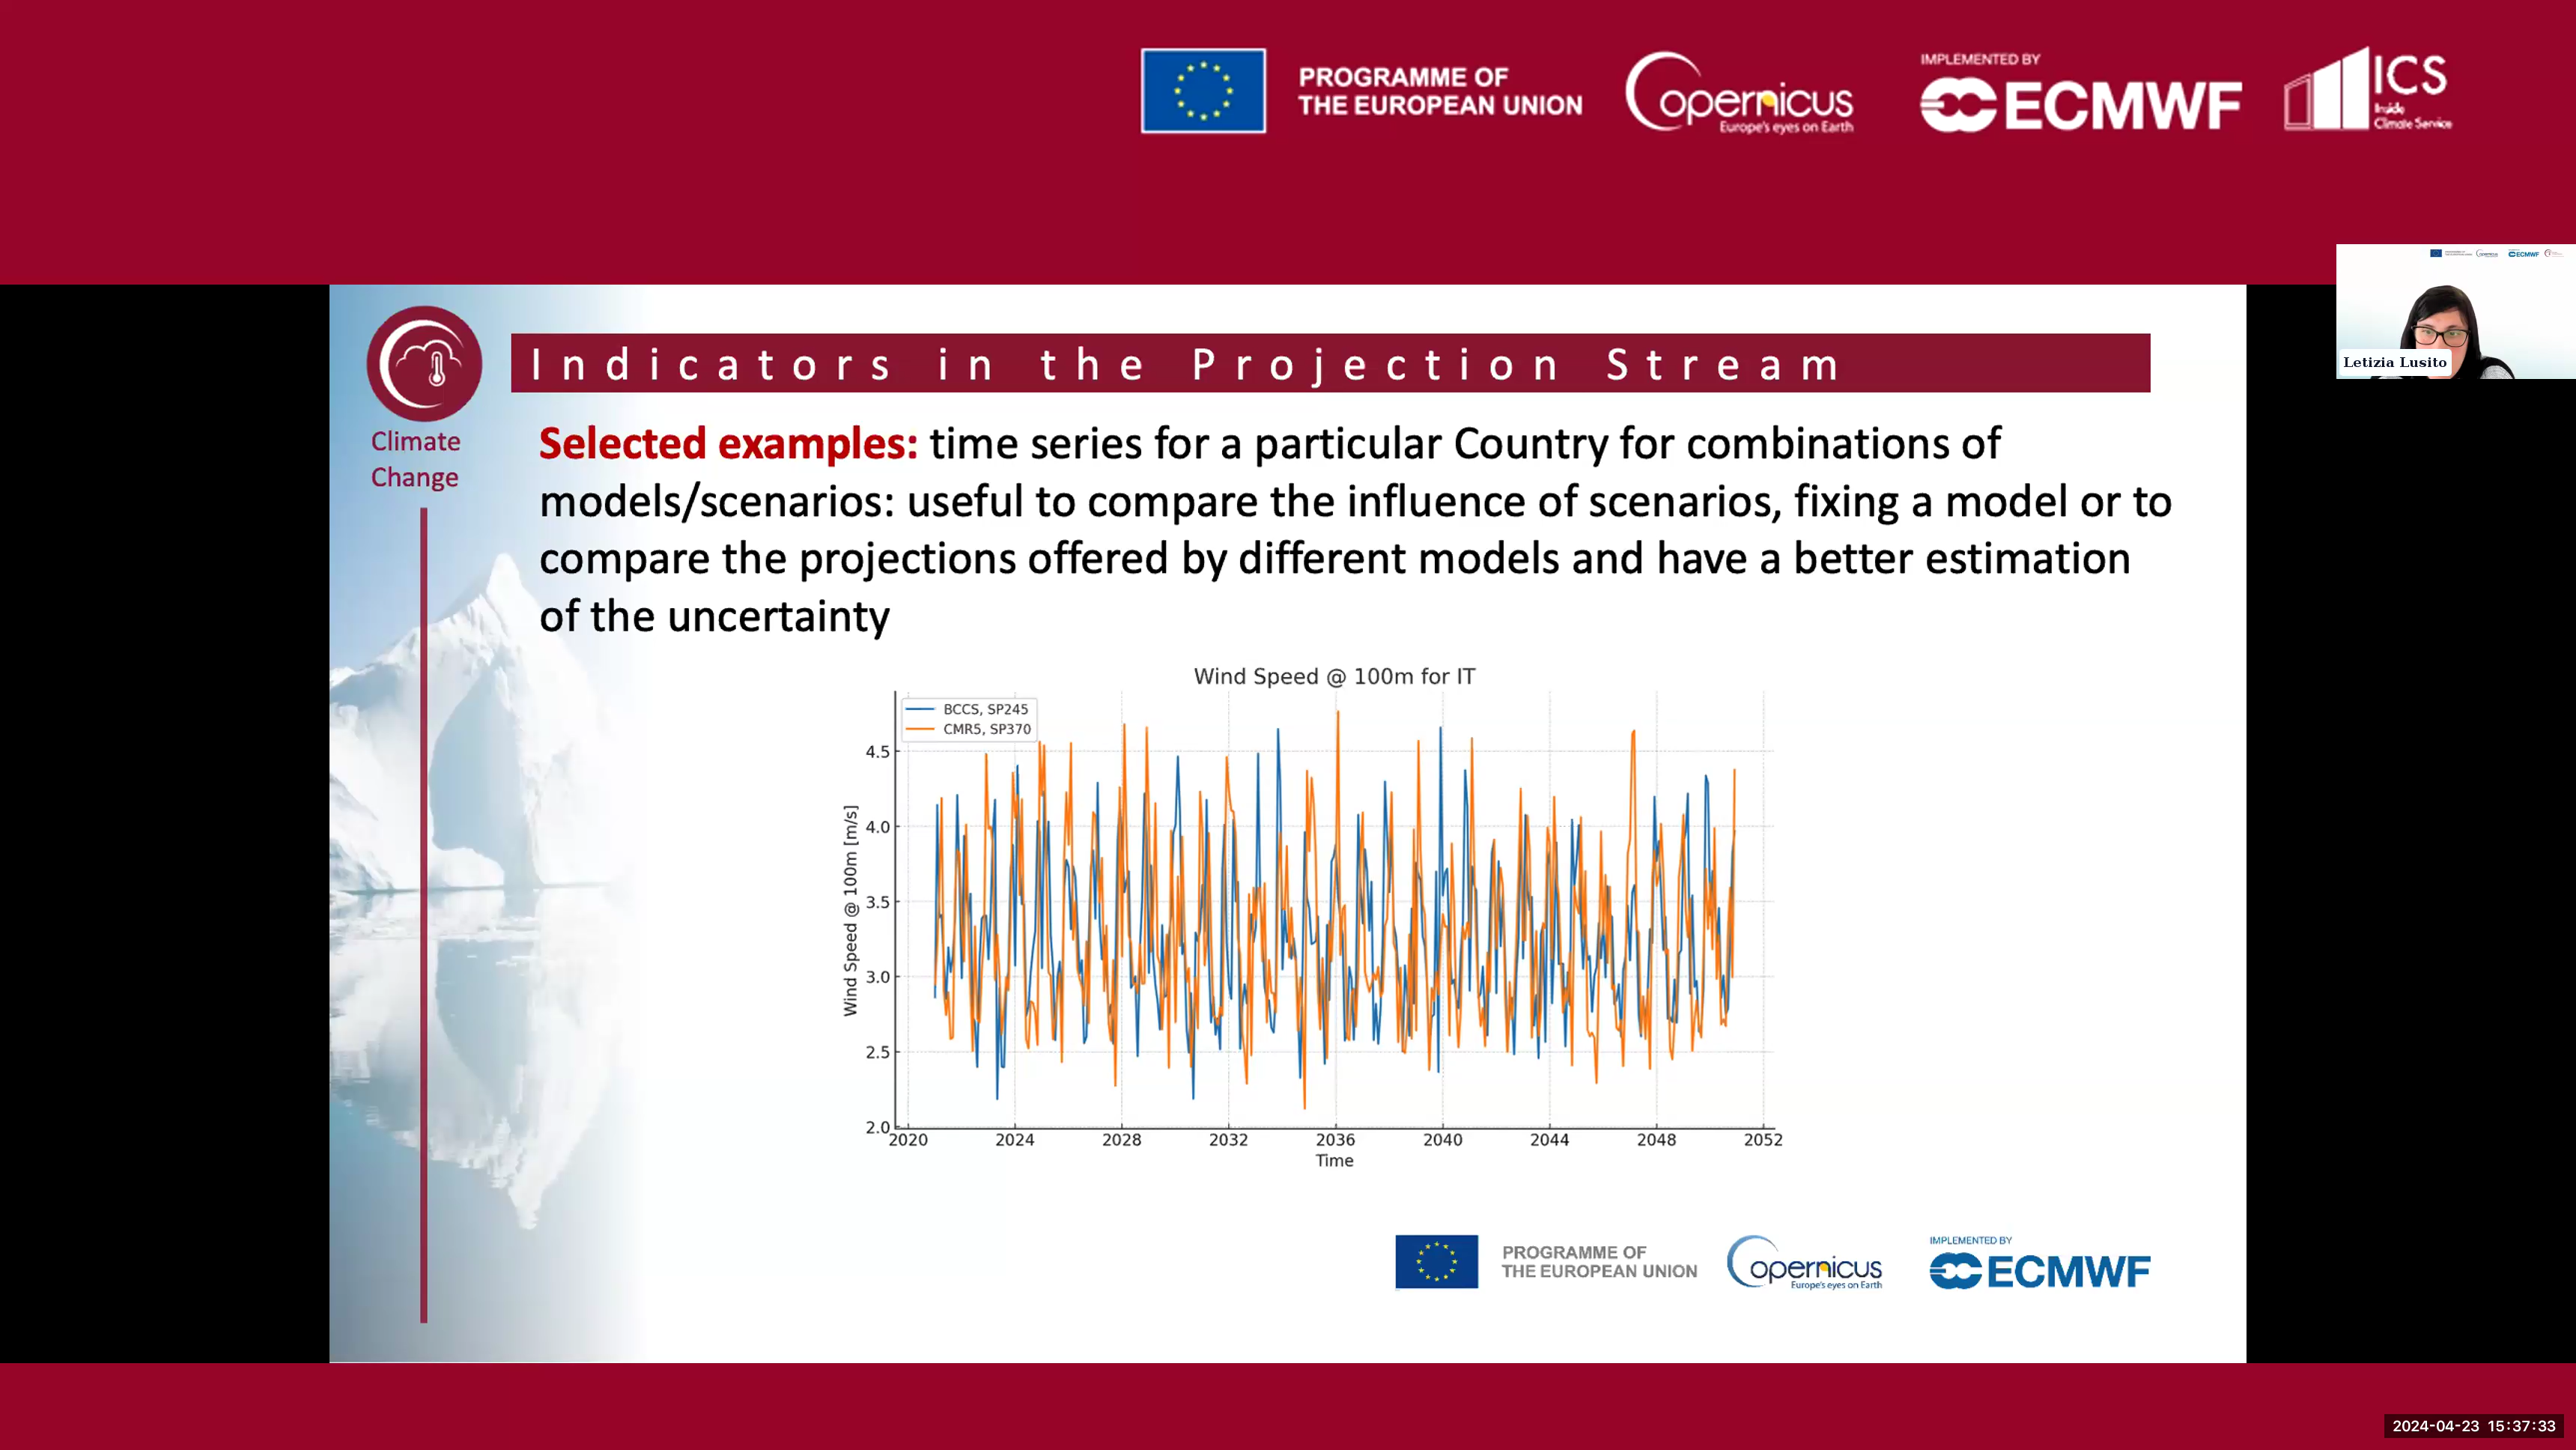 PROGRAMME OF
THE EUROPEAN UNION
Copernicus
Europe's eyes on Earth
IMPLEMENTED BY
ECMWF
ICS
Inside
Climate Service
ECMWF
Letizia Lusito
Climate
Change
Indicators in the Projection Stream
Selected examples: time series for a particular Country for combinations of
models/scenarios: useful to compare the influence of scenarios, fixing a model or to
compare the projections offered by different models and have a better estimation
of the uncertainty
Wind Speed @ 100m for IT
BCCS, SP245
CMR5, SP370
Wind Speed @ 100m [m/s]
4.5
4.0
3.5
3.0
2.5
2.0
2020 2024 2028 2032 2036 2040 2044 2048 2052
Time
PROGRAMME OF
THE EUROPEAN UNION
Copernicus
Europe's eyes on Earth
IMPLEMENTED BY
ECMWF
2024-04-23 15:37:33